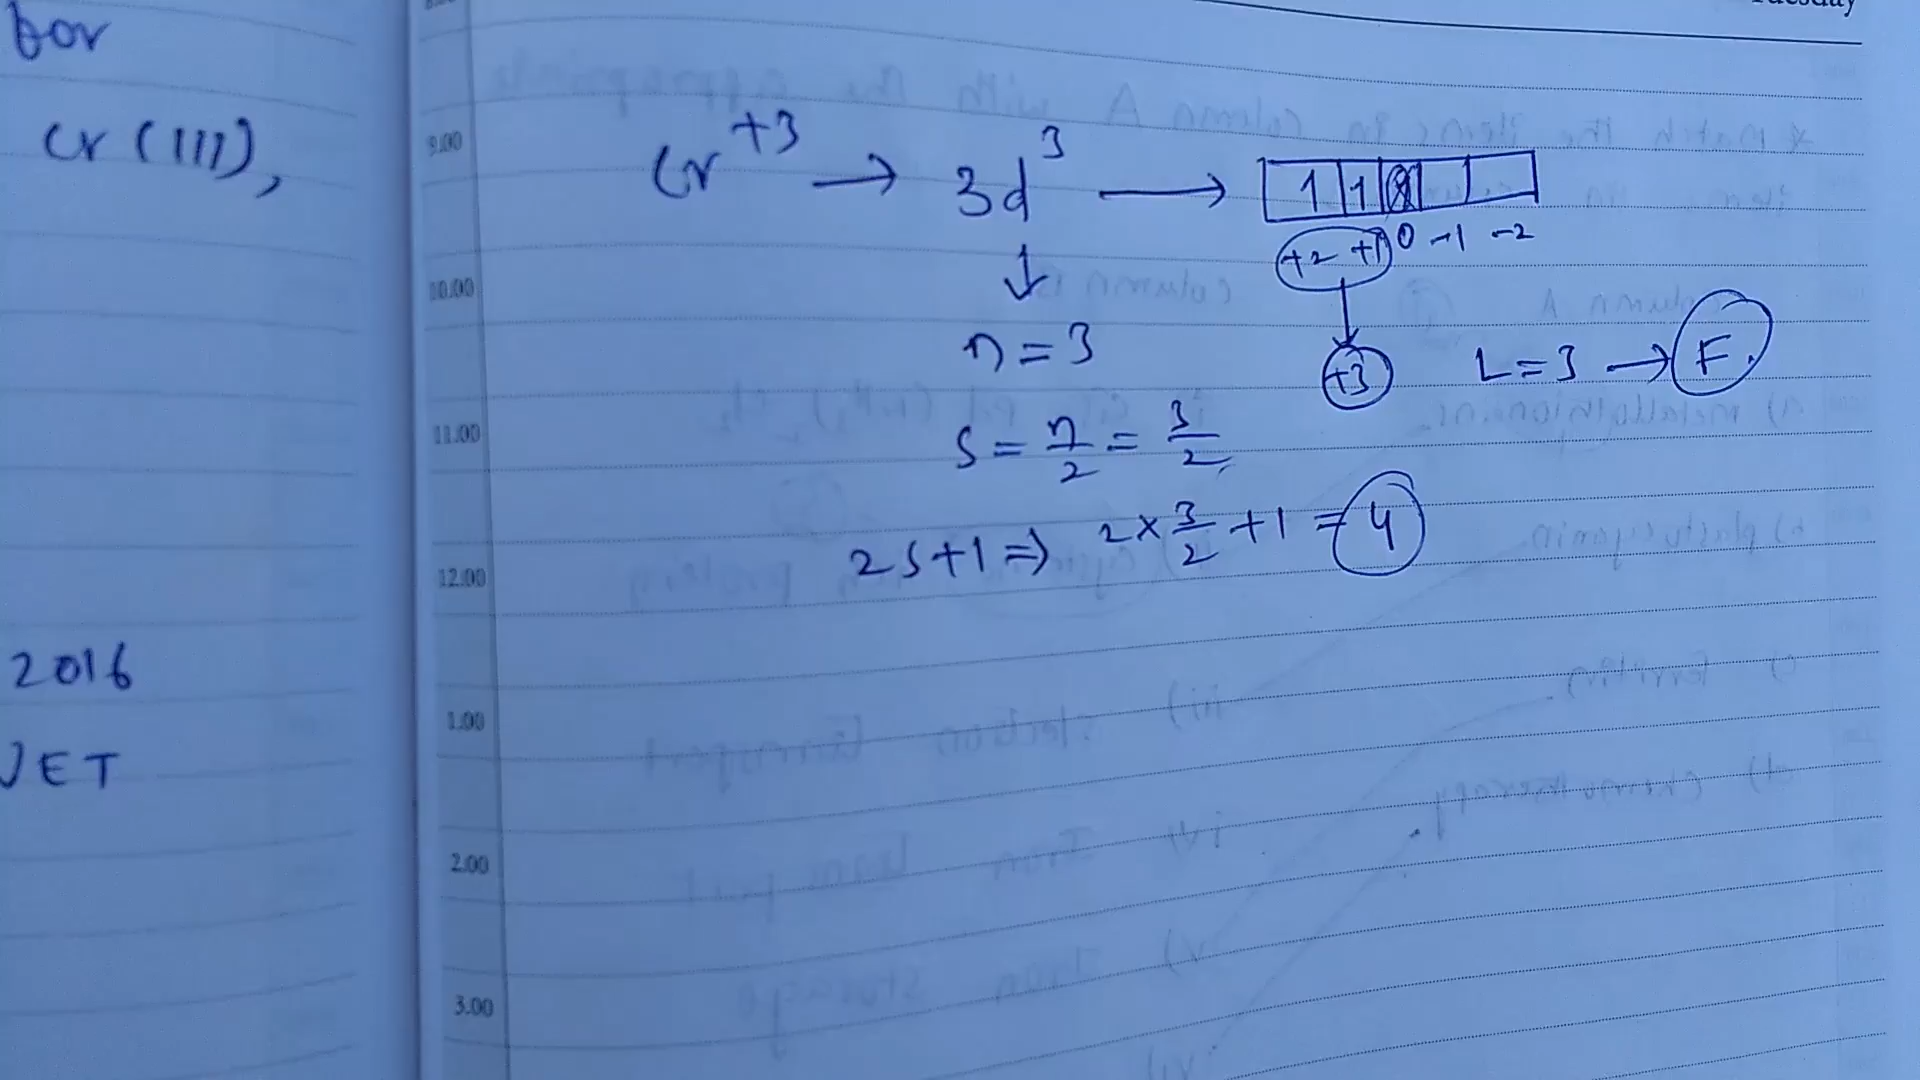 Tuesday
for
Cr (III),
2016
JET
9.00
10.00
11.00
12.00
1.00
2.00
3.00
Cr+3 → 3d3 → 1 1
+2 +1 0 -1 -2
↓
n = 3
+3 L = 3 → F.
S = n/2 = 3/2
2S+1 ⇒ 2 × 3/2 + 1 = 4